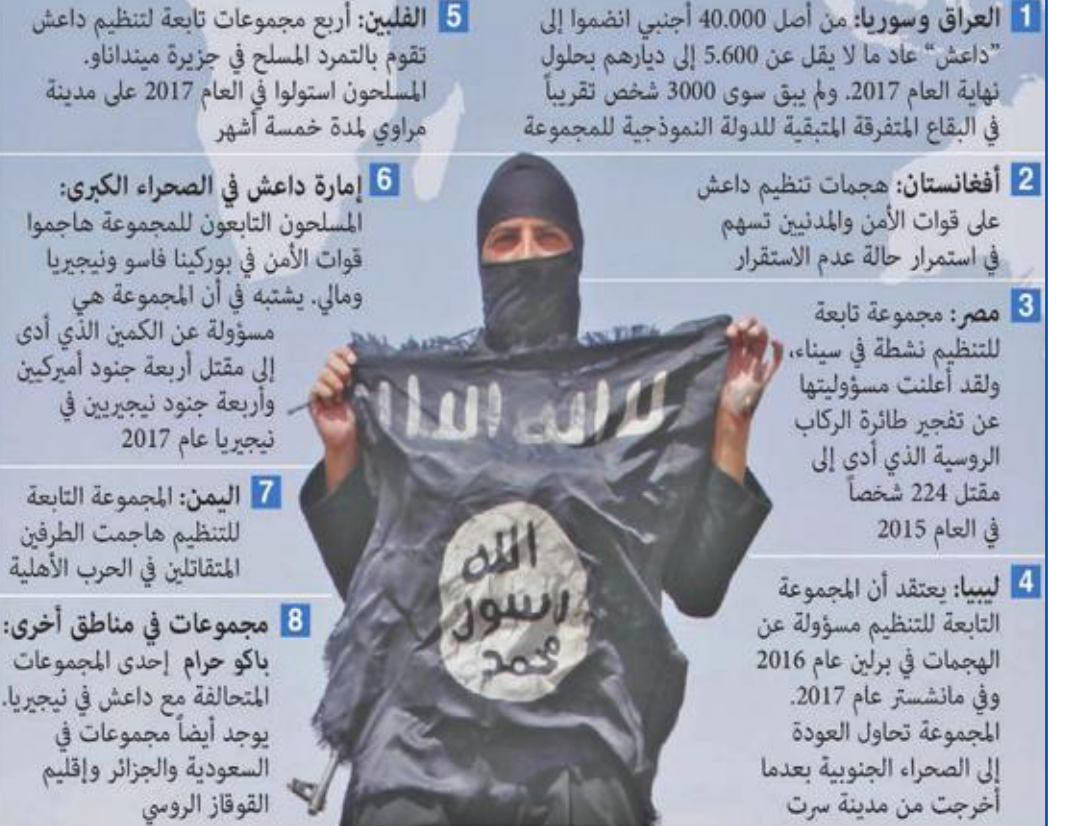 1 العراق وسوريا: من أصل 40.000 أجنبي انضموا إلى
”داعش“ عاد ما لا يقل عن 5.600 إلى ديارهم بحلول
نهاية العام 2017. ولم يبق سوى 3000 شخص تقريباً
في البقاع المتفرقة المتبقية للدولة النموذجية للمجموعة
2 أفغانستان: هجمات تنظيم داعش
على قوات الأمن والمدنيين تسهم
في استمرار حالة عدم الاستقرار
3 مصر: مجموعة تابعة
للتنظيم نشطة في سيناء،
ولقد أعلنت مسؤوليتها
عن تفجير طائرة الركاب
الروسية الذي أدى إلى
مقتل 224 شخصاً
في العام 2015
4 ليبيا: يعتقد أن المجموعة
التابعة للتنظيم مسؤولة عن
الهجمات في برلين عام 2016
وفي مانشستر عام 2017.
المجموعة تحاول العودة
إلى الصحراء الجنوبية بعدما
أخرجت من مدينة سرت
5 الفلبين: أربع مجموعات تابعة لتنظيم داعش
تقوم بالتمرد المسلح في جزيرة مينداناو.
المسلحون استولوا في العام 2017 على مدينة
مراوي لمدة خمسة أشهر
6 إمارة داعش في الصحراء الكبرى:
المسلحون التابعون للمجموعة هاجموا
قوات الأمن في بوركينا فاسو ونيجيريا
ومالي. يشتبه في أن المجموعة هي
مسؤولة عن الكمين الذي أدى
إلى مقتل أربعة جنود أميركيين
وأربعة جنود نيجيريين في
نيجيريا عام 2017
7 اليمن: المجموعة التابعة
للتنظيم هاجمت الطرفين
المتقاتلين في الحرب الأهلية
8 مجموعات في مناطق أخرى:
باكو حرام إحدى المجموعات
المتحالفة مع داعش في نيجيريا.
يوجد أيضاً مجموعات في
السعودية والجزائر وإقليم
القوقاز الروسي
لا إله إلا الله
الله
رسول
محمد